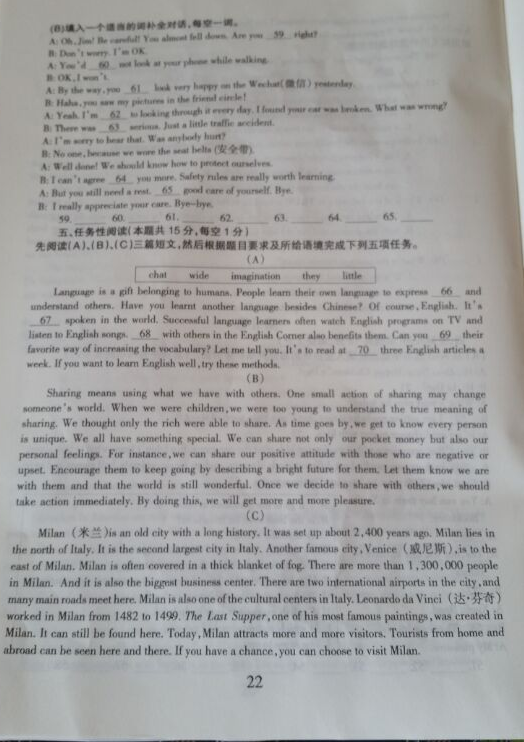 (B)填入一个适当的词补全对话,每空一词。
A: Oh, Jim! Be careful! You almost fell down. Are you 59 right?
B: Don't worry. I'm OK.
A: You'd 60 not look at your phone while walking.
B: OK, I won't.
A: By the way, you 61 look very happy on the Wechat(微信) yesterday.
B: Haha, you saw my pictures in the friend circle!
A: Yeah. I'm 62 to looking through it every day. I found your car was broken. What was wrong?
B: There was 63 serious. Just a little traffic accident.
A: I'm sorry to hear that. Was anybody hurt?
B: No one, because we wore the seat belts (安全带).
A: Well done! We should know how to protect ourselves.
B: I can't agree 64 you more. Safety rules are really worth learning.
A: But you still need a rest. 65 good care of yourself. Bye.
B: I really appreciate your care. Bye-bye.
59. 60. 61. 62. 63. 64. 65.
五、任务性阅读(本题共15分,每空1分)
先阅读(A)、(B)、(C)三篇短文,然后根据题目要求及所给语境完成下列五项任务。
(A)
chat wide imagination they little
Language is a gift belonging to humans. People learn their own language to express 66 and
understand others. Have you learnt another language besides Chinese? Of course, English. It's
67 spoken in the world. Successful language learners often watch English programs on TV and
listen to English songs. 68 with others in the English Corner also benefits them. Can you 69 their
favorite way of increasing the vocabulary? Let me tell you. It's to read at 70 three English articles a
week. If you want to learn English well, try these methods.
(B)
Sharing means using what we have with others. One small action of sharing may change
someone's world. When we were children, we were too young to understand the true meaning of
sharing. We thought only the rich were able to share. As time goes by, we get to know every person
is unique. We all have something special. We can share not only our pocket money but also our
personal feelings. For instance, we can share our positive attitude with those who are negative or
upset. Encourage them to keep going by describing a bright future for them. Let them know we are
with them and that the world is still wonderful. Once we decide to share with others, we should
take action immediately. By doing this, we will get more and more pleasure.
(C)
Milan (米兰)is an old city with a long history. It was set up about 2,400 years ago. Milan lies in
the north of Italy. It is the second largest city in Italy. Another famous city, Venice (威尼斯), is to the
east of Milan. Milan is often covered in a thick blanket of fog. There are more than 1,300,000 people
in Milan. And it is also the biggest business center. There are two international airports in the city, and
many main roads meet here. Milan is also one of the cultural centers in Italy. Leonardo da Vinci (达·芬奇)
worked in Milan from 1482 to 1499. The Last Supper, one of his most famous paintings, was created in
Milan. It can still be found here. Today, Milan attracts more and more visitors. Tourists from home and
abroad can be seen here and there. If you have a chance, you can choose to visit Milan.
22